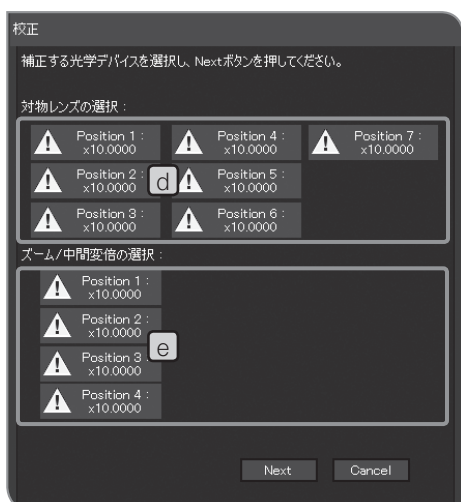 校正
補正する光学デバイスを選択し、Nextボタンを押してください。
対物レンズの選択：
Position 1 : Position 4 : Position 7 :
x10.0000 x10.0000 x10.0000
Position 2 : d Position 5 :
x10.0000 x10.0000
Position 3 : Position 6 :
x10.0000 x10.0000
ズーム/中間変倍の選択：
Position 1 :
x10.0000
Position 2 :
x10.0000
Position 3 e
x10.0000
Position 4 :
x10.0000
Next Cancel